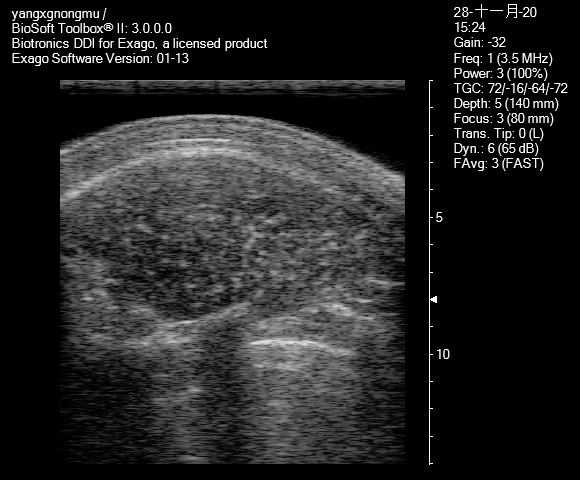 yangxgnongmu /
BioSoft Toolbox® II: 3.0.0.0
Biotronics DDI for Exago, a licensed product
Exago Software Version: 01-13
28-十一月-20
15:24
Gain: -32
Freq: 1 (3.5 MHz)
Power: 3 (100%)
TGC: 72/-16/-64/-72
Depth: 5 (140 mm)
Focus: 3 (80 mm)
Trans. Tip: 0 (L)
Dyn.: 6 (65 dB)
FAvg: 3 (FAST)
5
10